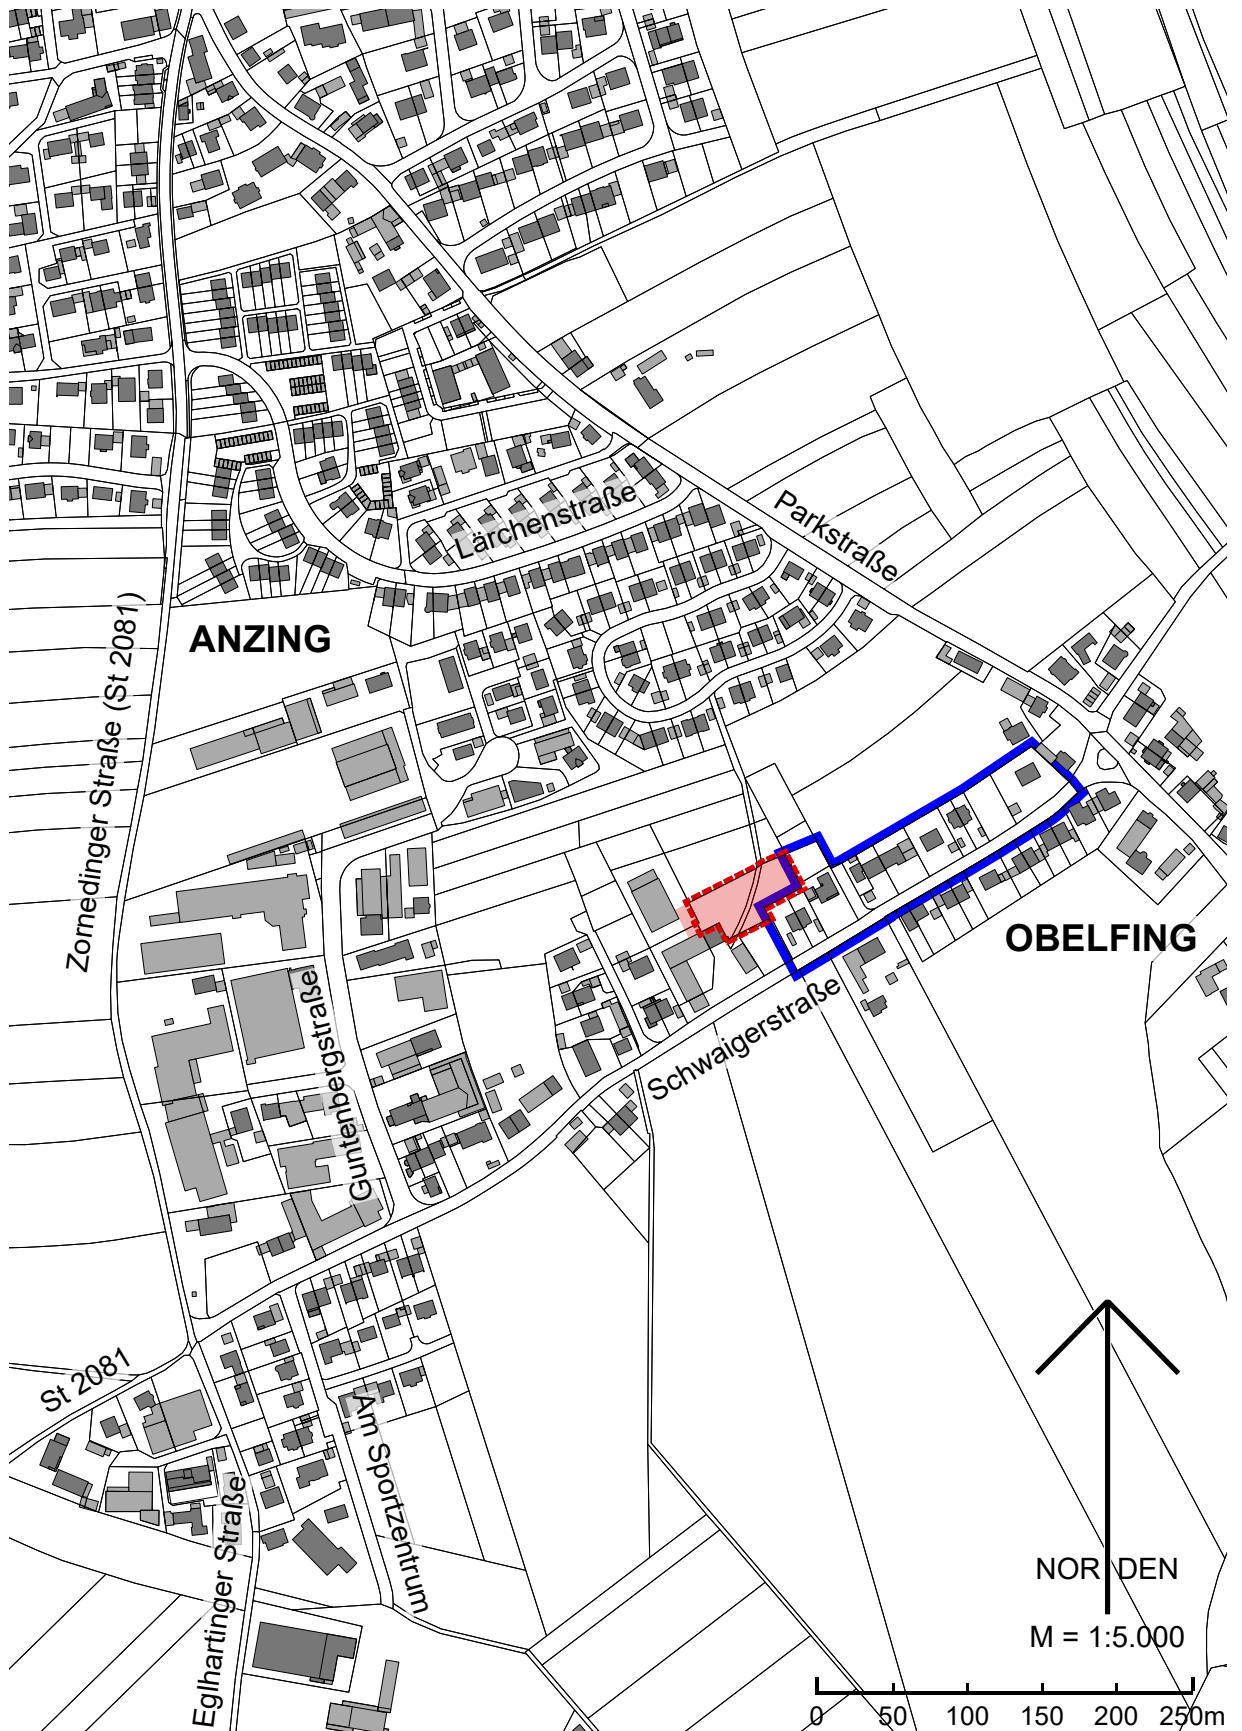 Parkstraße
Lärchenstraße
ANZING
Zornedinger Straße (St 2081)
OBELFING
Schwaigerstraße
Guntenbergstraße
St 2081
Am Sportzentrum
Eglhartinger Straße
NORDEN
M = 1:5.000
0 50 100 150 200 250m